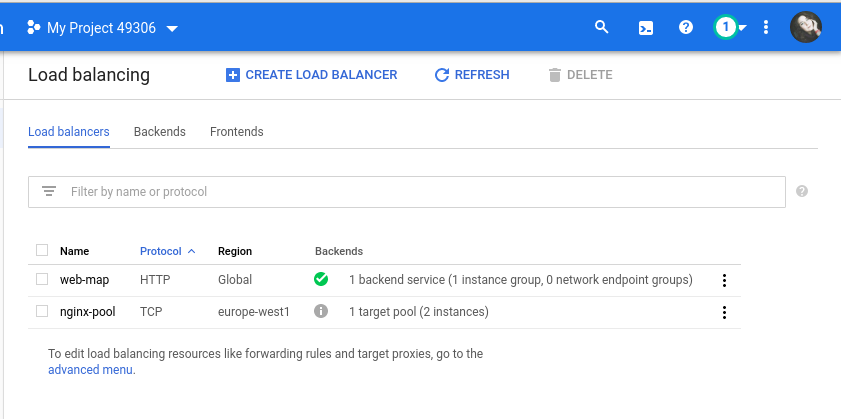 My Project 49306
1
Load balancing
CREATE LOAD BALANCER
REFRESH
DELETE
Load balancers
Backends
Frontends
Filter by name or protocol
Name Protocol Region Backends
web-map HTTP Global 1 backend service (1 instance group, 0 network endpoint groups)
nginx-pool TCP europe-west1 1 target pool (2 instances)
To edit load balancing resources like forwarding rules and target proxies, go to the
advanced menu.